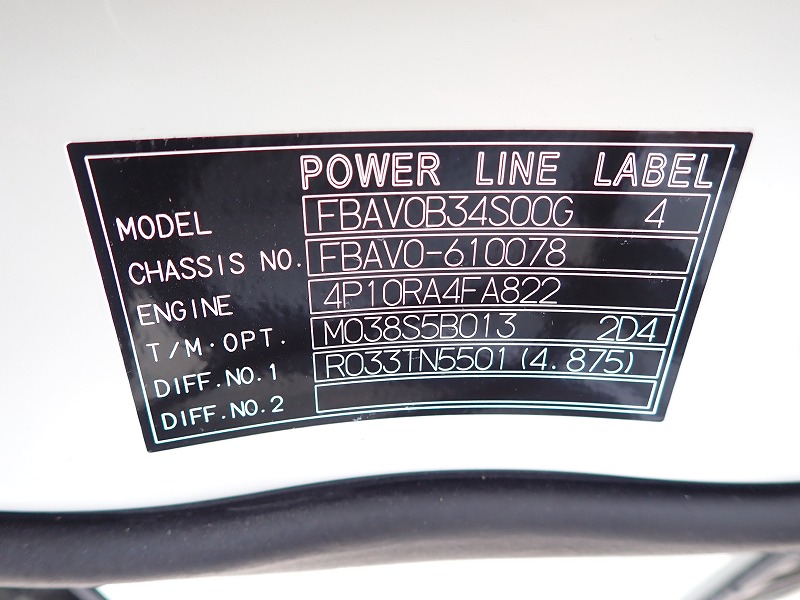 POWER LINE LABEL
MODEL FBAV0B34S00G 4
CHASSIS NO. FBAV0-610078
ENGINE 4P10RA4FA822
T/M·OPT. M038S5B013 2D4
DIFF.NO.1 R033TN5501(4.875)
DIFF.NO.2